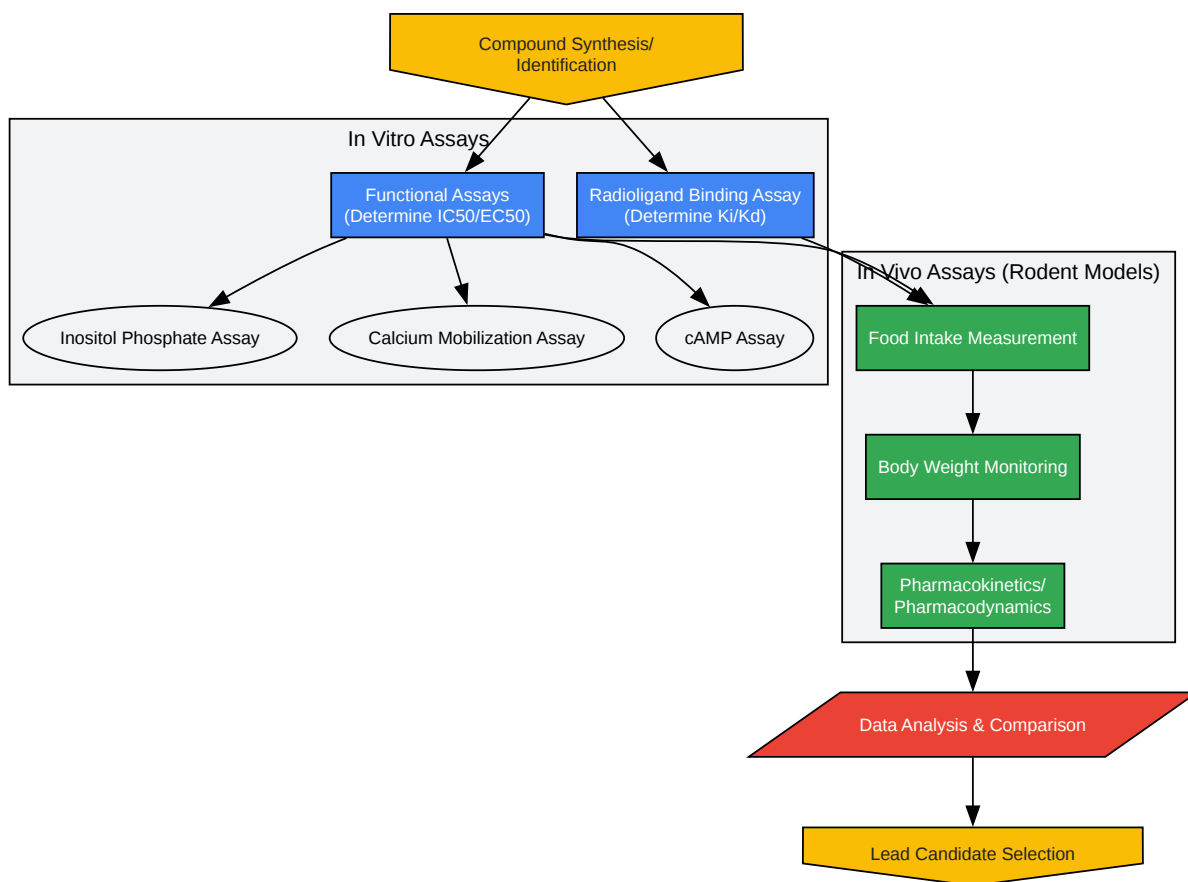 Compound Synthesis/
Identification
In Vitro Assays
Functional Assays
(Determine IC50/EC50)
Radioligand Binding Assay
(Determine Ki/Kd)
In Vivo Assays (Rodent Models)
Inositol Phosphate Assay
Calcium Mobilization Assay
cAMP Assay
Food Intake Measurement
Body Weight Monitoring
Pharmacokinetics/
Pharmacodynamics
Data Analysis & Comparison
Lead Candidate Selection